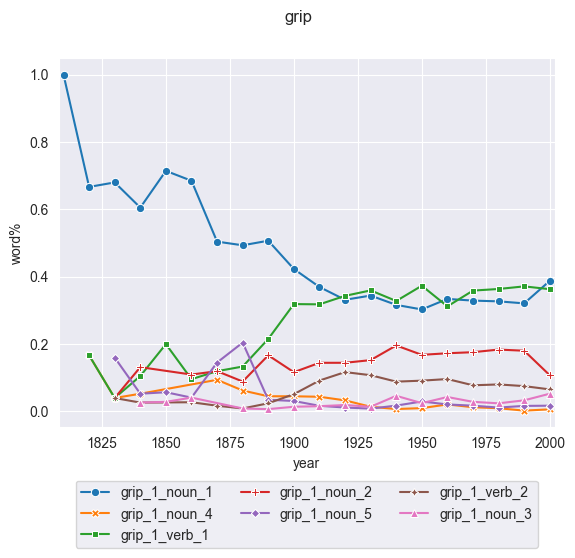 grip
1.0
0.8
0.6
0.4
0.2
0.0
word%
1825 1850 1875 1900 1925 1950 1975 2000
year
grip_1_noun_1 grip_1_noun_2 grip_1_verb_2
grip_1_noun_4 grip_1_noun_5 grip_1_noun_3
grip_1_verb_1